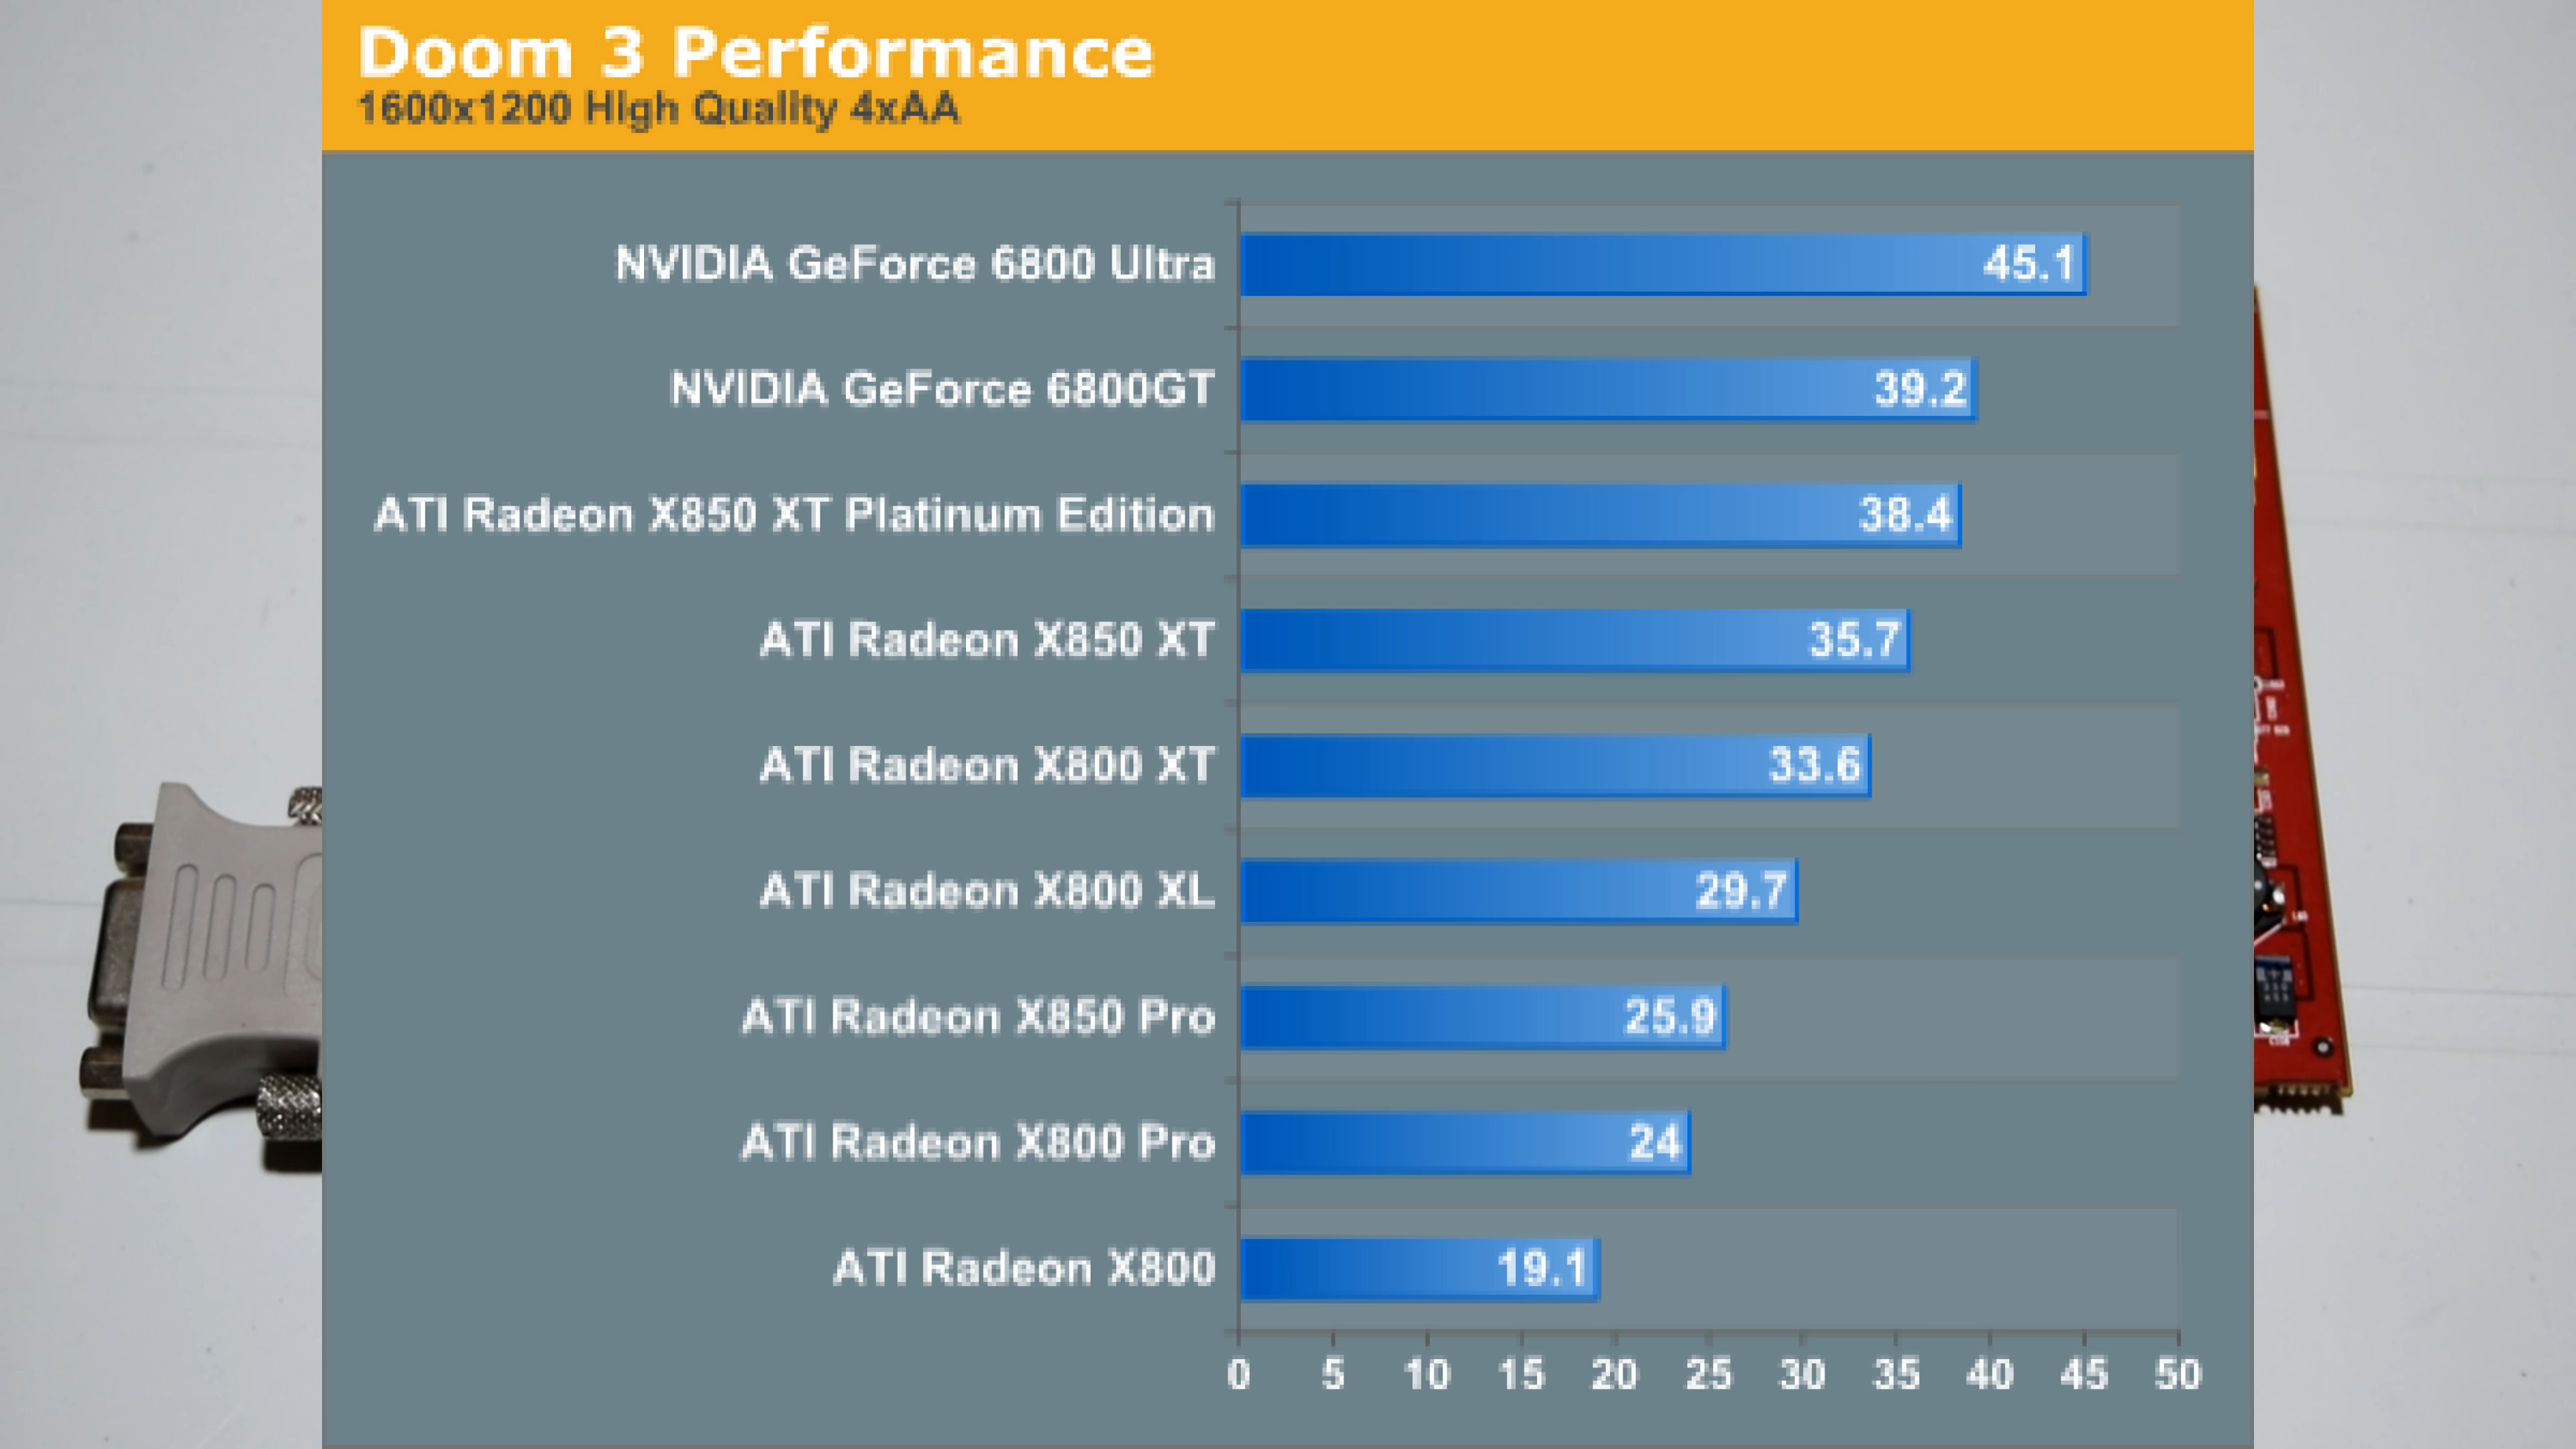 Doom 3 Performance
1600x1200 High Quality 4xAA
NVIDIA GeForce 6800 Ultra 45.1
NVIDIA GeForce 6800GT 39.2
ATI Radeon X850 XT Platinum Edition 38.4
ATI Radeon X850 XT 35.7
ATI Radeon X800 XT 33.6
ATI Radeon X800 XL 29.7
ATI Radeon X850 Pro 25.9
ATI Radeon X800 Pro 24
ATI Radeon X800 19.1
0 5 10 15 20 25 30 35 40 45 50